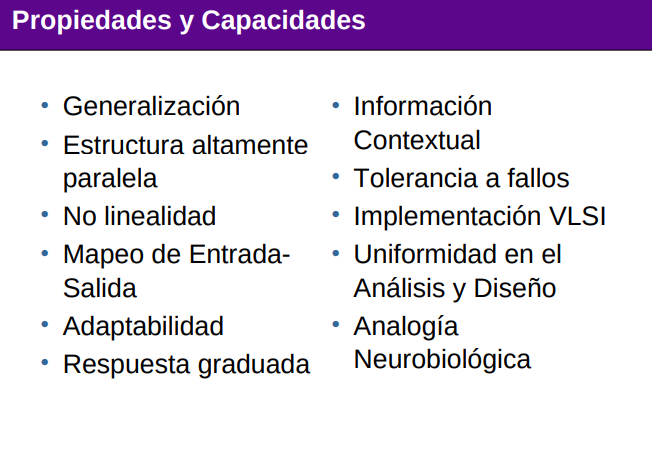 Propiedades y Capacidades
• Generalización
• Estructura altamente
paralela
• No linealidad
• Mapeo de Entrada-
Salida
• Adaptabilidad
• Respuesta graduada
• Información
Contextual
• Tolerancia a fallos
• Implementación VLSI
• Uniformidad en el
Análisis y Diseño
• Analogía
Neurobiológica